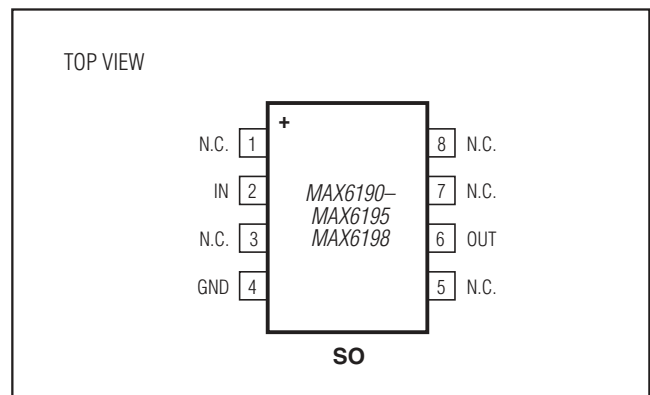 TOP VIEW
+
N.C. 1
IN 2
N.C. 3
GND 4
MAX6190–
MAX6195
MAX6198
8 N.C.
7 N.C.
6 OUT
5 N.C.
SO